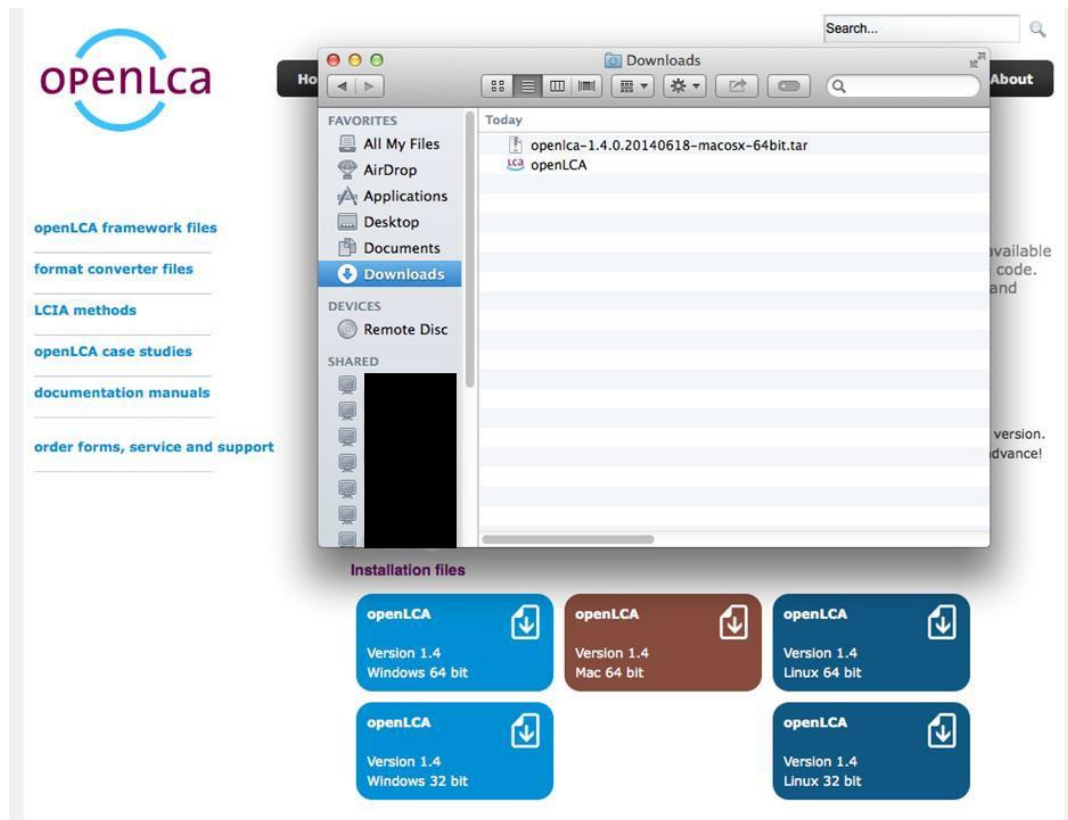 Search...
openLca
Ho
About
Downloads
FAVORITES
All My Files
AirDrop
Applications
Desktop
Documents
Downloads
DEVICES
Remote Disc
SHARED
Today
openlca-1.4.0.20140618-macosx-64bit.tar
LCA openLCA
openLCA framework files
format converter files
LCIA methods
openLCA case studies
documentation manuals
order forms, service and support
available
code.
and
version.
dvance!
Installation files
openLCA
Version 1.4
Windows 64 bit
openLCA
Version 1.4
Mac 64 bit
openLCA
Version 1.4
Linux 64 bit
openLCA
Version 1.4
Windows 32 bit
openLCA
Version 1.4
Linux 32 bit